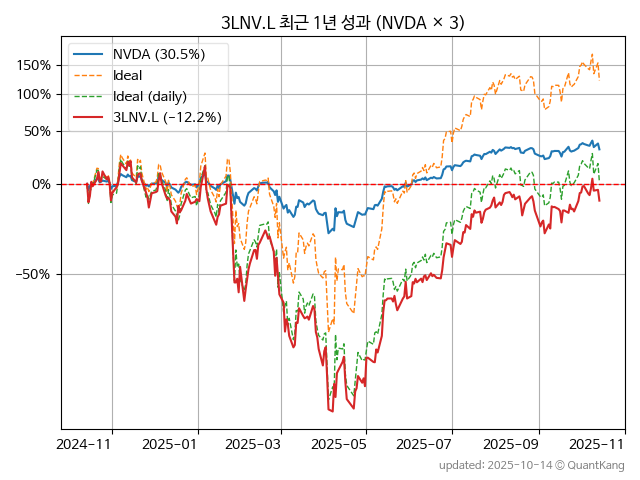 3LNV.L 최근 1년 성과 (NVDA × 3)
NVDA (30.5%)
Ideal
Ideal (daily)
3LNV.L (−12.2%)
150%
100%
50%
0%
−50%
2024-11
2025-01
2025-03
2025-05
2025-07
2025-09
2025-11
updated: 2025-10-14 © QuantKang